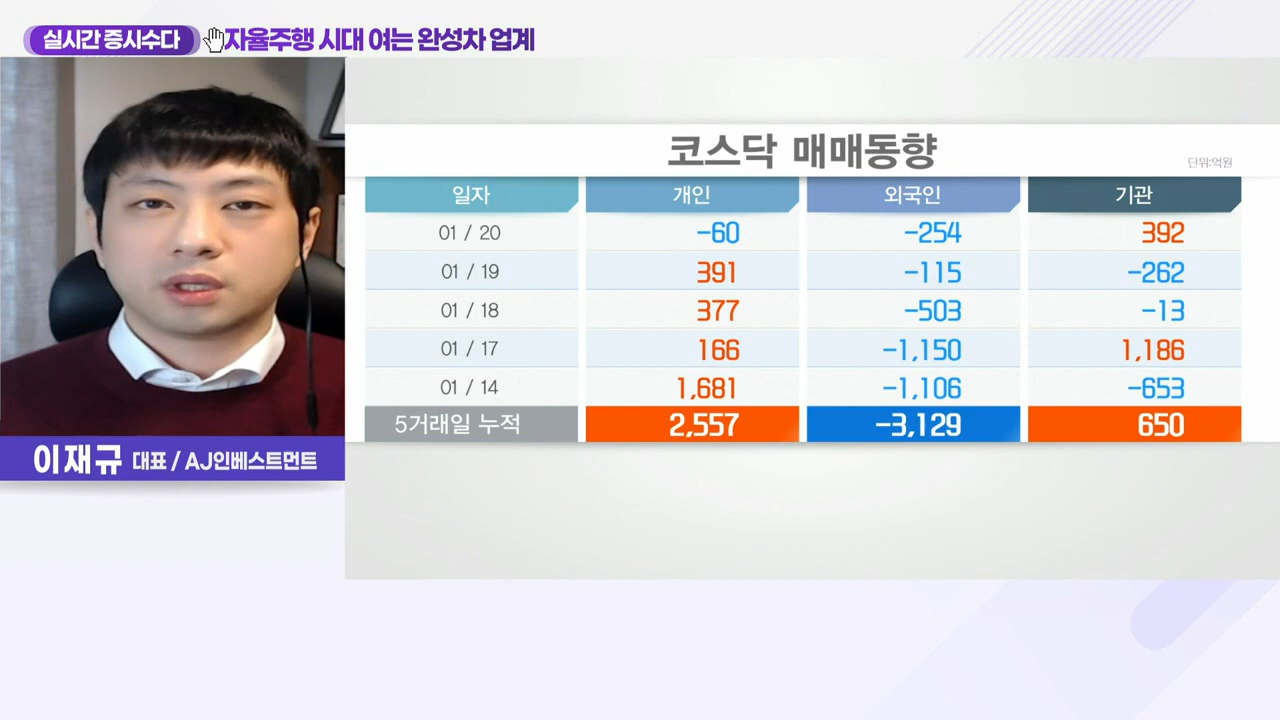 실시간 증시수다 자율주행 시대 여는 완성차 업계
코스닥 매매동향
단위:억원
일자 개인 외국인 기관
01 / 20 -60 -254 392
01 / 19 391 -115 -262
01 / 18 377 -503 -13
01 / 17 166 -1,150 1,186
01 / 14 1,681 -1,106 -653
5거래일 누적 2,557 -3,129 650
이재규 대표 / AJ인베스트먼트